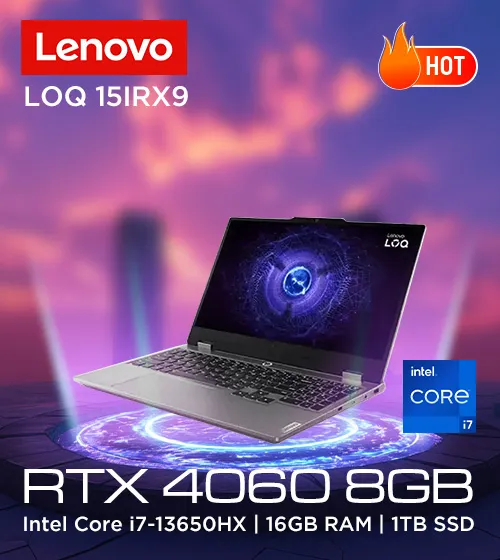 Lenovo
HOT
LOQ 15IRX9
Lenovo
LOQ
intel.
CORE
i7
RTX 4060 8GB
Intel Core i7-13650HX | 16GB RAM | 1TB SSD